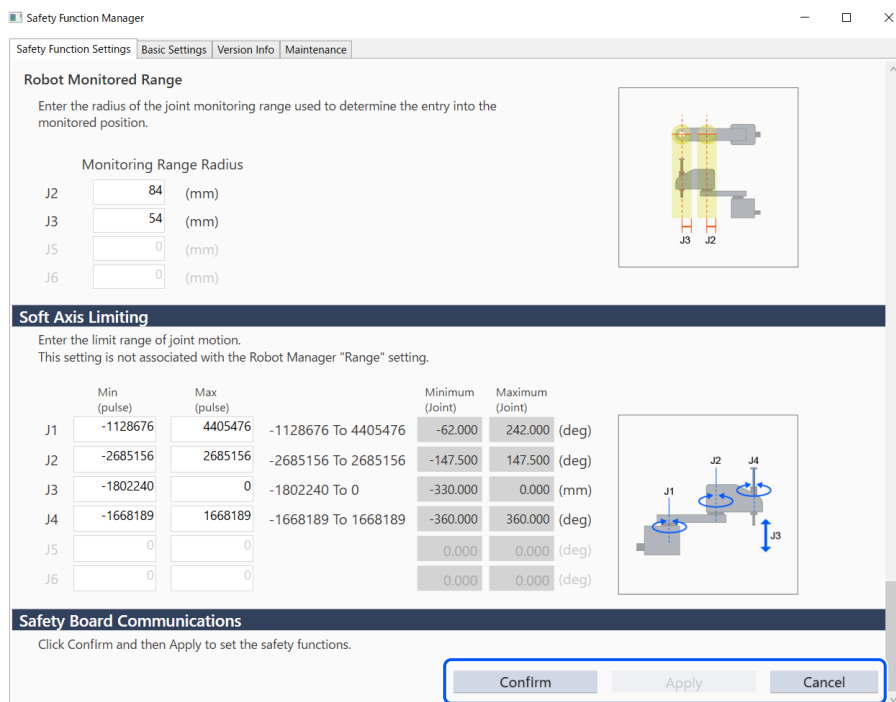 Safety Function Manager
Safety Function Settings Basic Settings Version Info Maintenance
Robot Monitored Range
Enter the radius of the joint monitoring range used to determine the entry into the
monitored position.
Monitoring Range Radius
J2 84 (mm)
J3 54 (mm)
J5 0 (mm)
J6 0 (mm)
J3 J2
Soft Axis Limiting
Enter the limit range of joint motion.
This setting is not associated with the Robot Manager "Range" setting.
Min Max Minimum Maximum
(pulse) (pulse) (Joint) (Joint)
J1 -1128676 4405476 -1128676 To 4405476 -62.000 242.000 (deg)
J2 -2685156 2685156 -2685156 To 2685156 -147.500 147.500 (deg)
J3 -1802240 0 -1802240 To 0 -330.000 0.000 (mm)
J4 -1668189 1668189 -1668189 To 1668189 -360.000 360.000 (deg)
J5 0 0 0.000 0.000 (deg)
J6 0 0 0.000 0.000 (deg)
J2 J4
J1
J3
Safety Board Communications
Click Confirm and then Apply to set the safety functions.
Confirm Apply Cancel